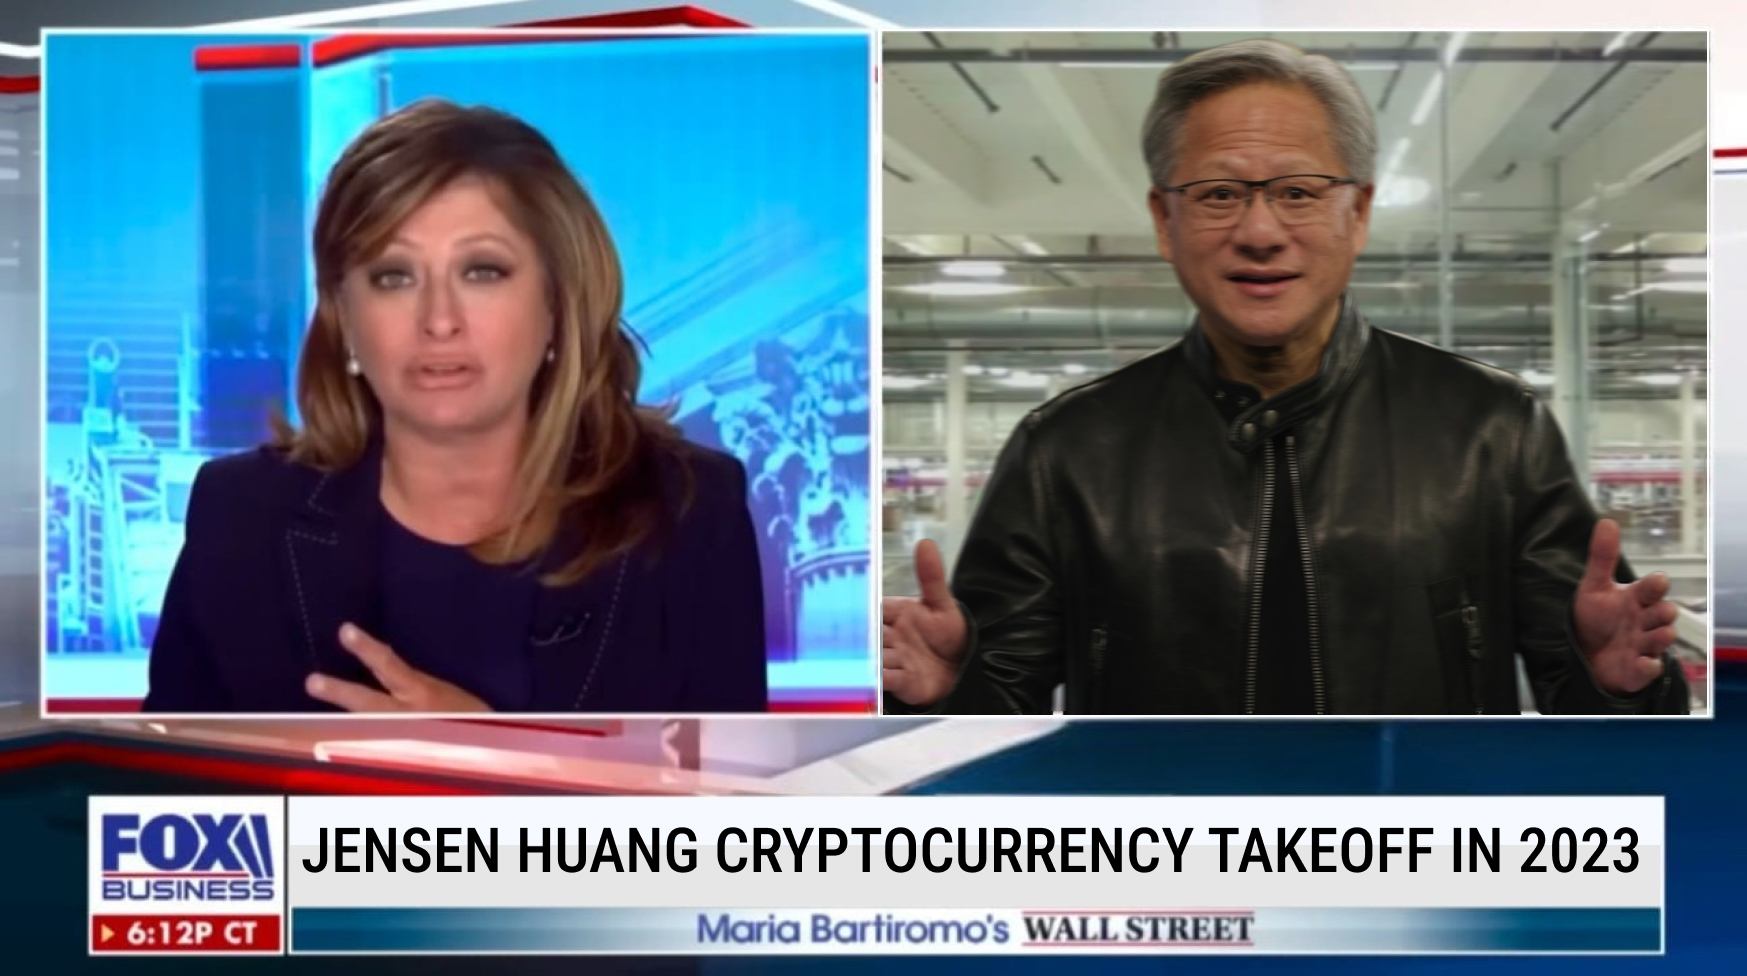 JENSEN HUANG CRYPTOCURRENCY TAKEOFF IN 2023
FOX
BUSINESS
6:12P CT
Maria Bartiromo's WALL STREET